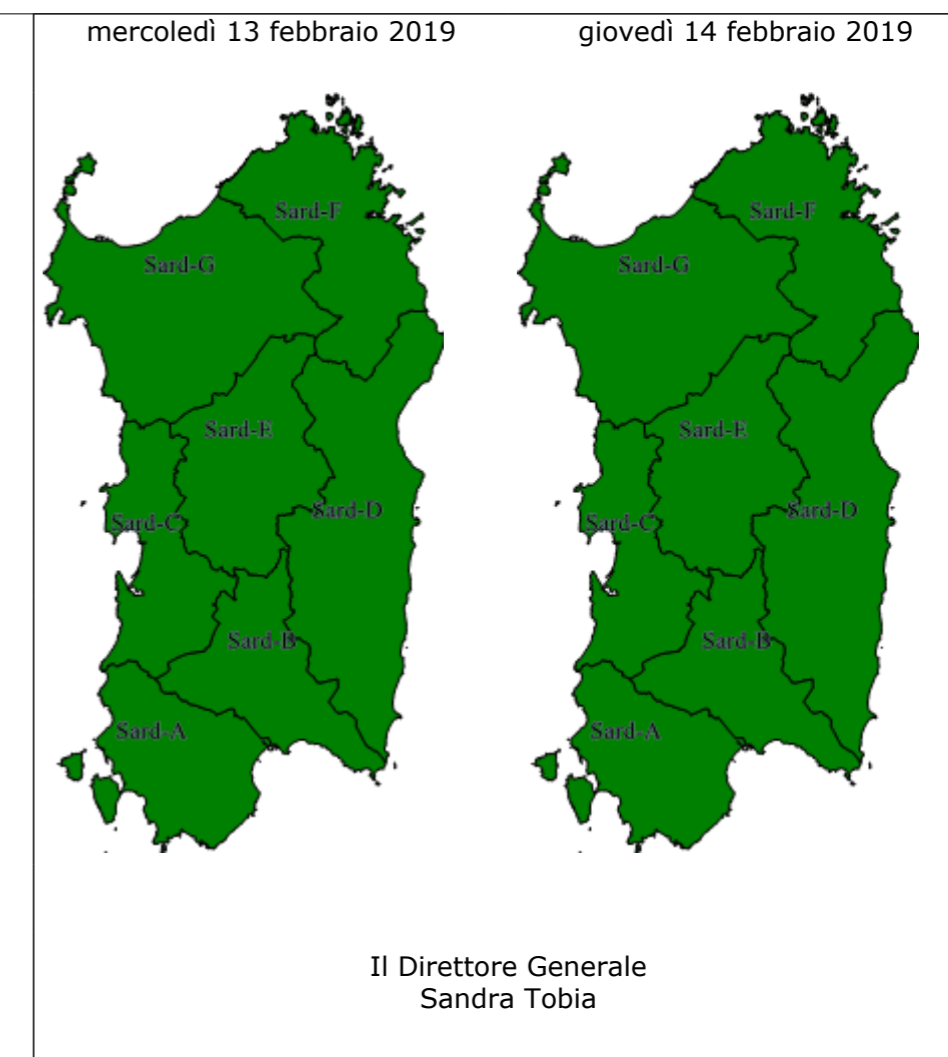 mercoledì 13 febbraio 2019
giovedì 14 febbraio 2019
Sard-F
Sard-G
Sard-E
Sard-D
Sard-C
Sard-B
Sard-A
Sard-F
Sard-G
Sard-E
Sard-D
Sard-C
Sard-B
Sard-A
Il Direttore Generale
Sandra Tobia